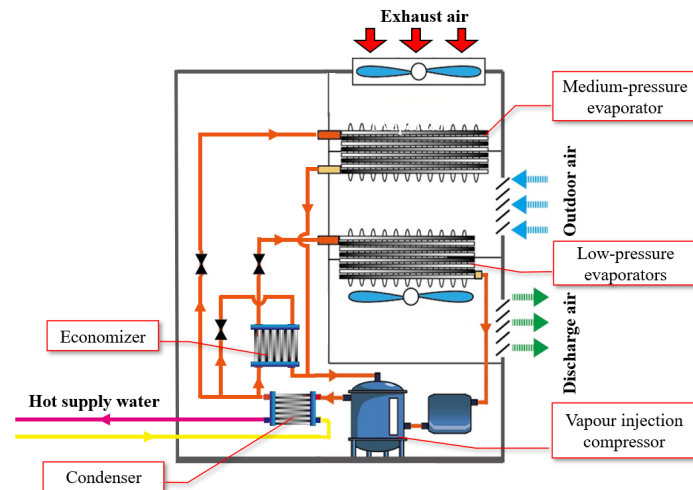 Exhaust air
Medium-pressure
evaporator
Outdoor air
Low-pressure
evaporators
Discharge air
Economizer
Hot supply water
Vapour injection
compressor
Condenser